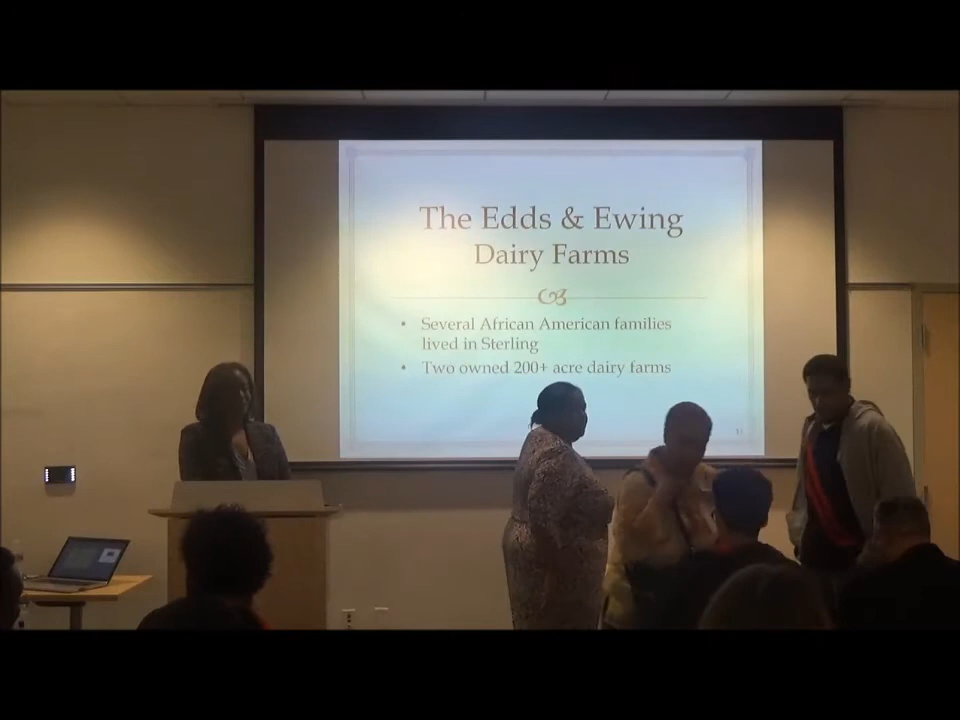 The Edds & Ewing
Dairy Farms
• Several African American families
lived in Sterling
• Two owned 200+ acre dairy farms